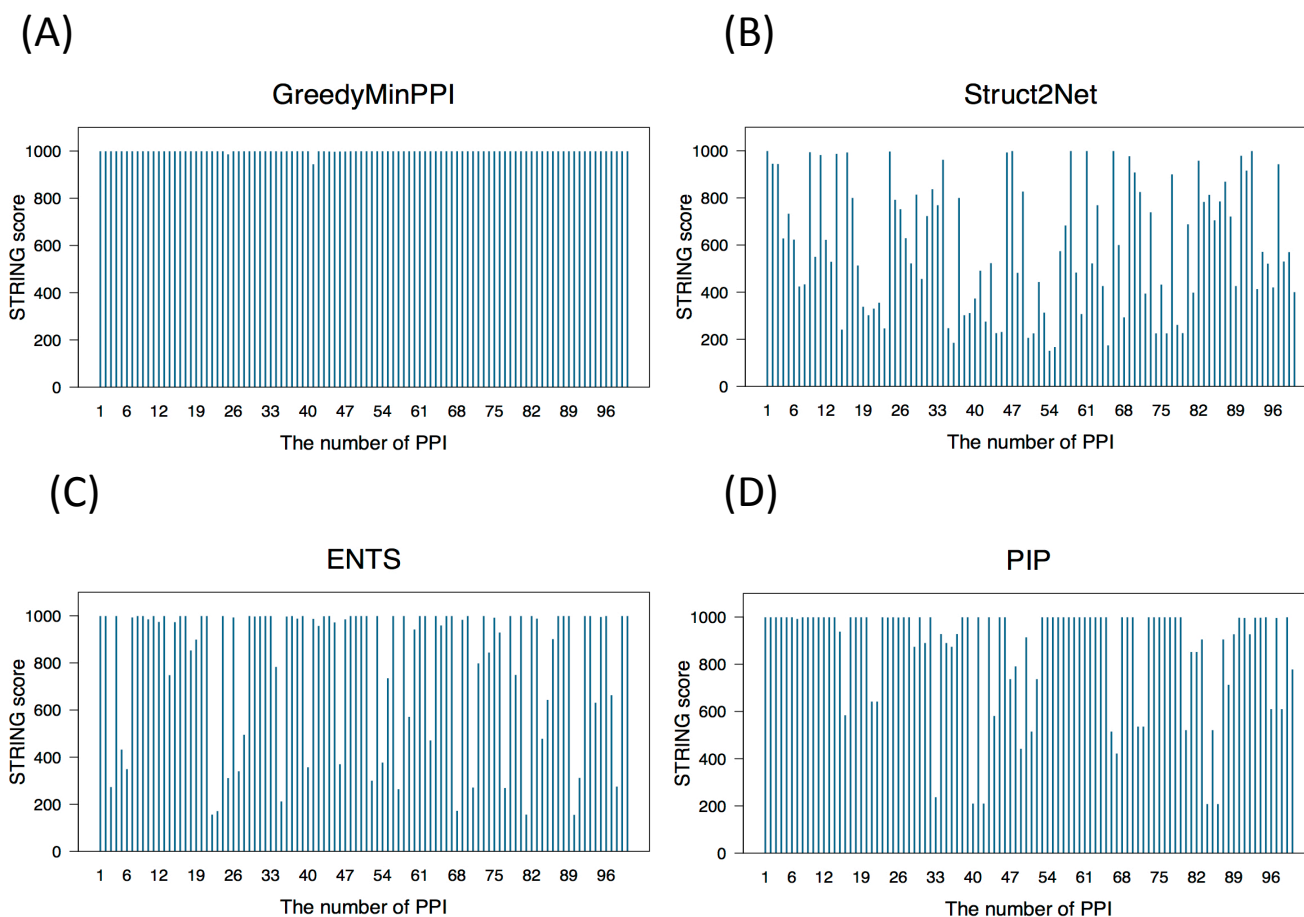 (A)
GreedyMinPPI
STRING score
1000
800
600
400
200
0
1 6 12 19 26 33 40 47 54 61 68 75 82 89 96
The number of PPI
(B)
Struct2Net
STRING score
1000
800
600
400
200
0
1 6 12 19 26 33 40 47 54 61 68 75 82 89 96
The number of PPI
(C)
ENTS
STRING score
1000
800
600
400
200
0
1 6 12 19 26 33 40 47 54 61 68 75 82 89 96
The number of PPI
(D)
PIP
STRING score
1000
800
600
400
200
0
1 6 12 19 26 33 40 47 54 61 68 75 82 89 96
The number of PPI